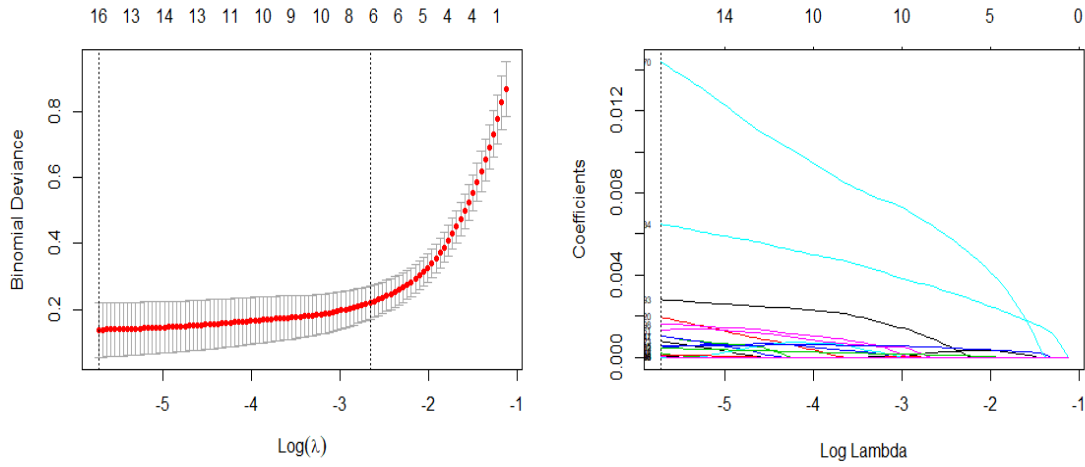 16 13 14 13 11 10 9 10 8 6 6 5 4 4 1
Binomial Deviance
0.2 0.4 0.6 0.8
-5 -4 -3 -2 -1
Log(λ)
14 10 10 5 0
Coefficients
0.000 0.004 0.008 0.012
-5 -4 -3 -2 -1
Log Lambda